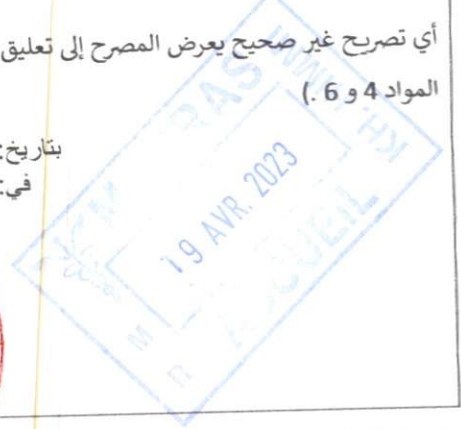 أي تصريح غير صحيح يعرض المصرح إلى تعليق
المواد 4 و 6 .)
بتاريخ:
في:
19 AVR. 2023